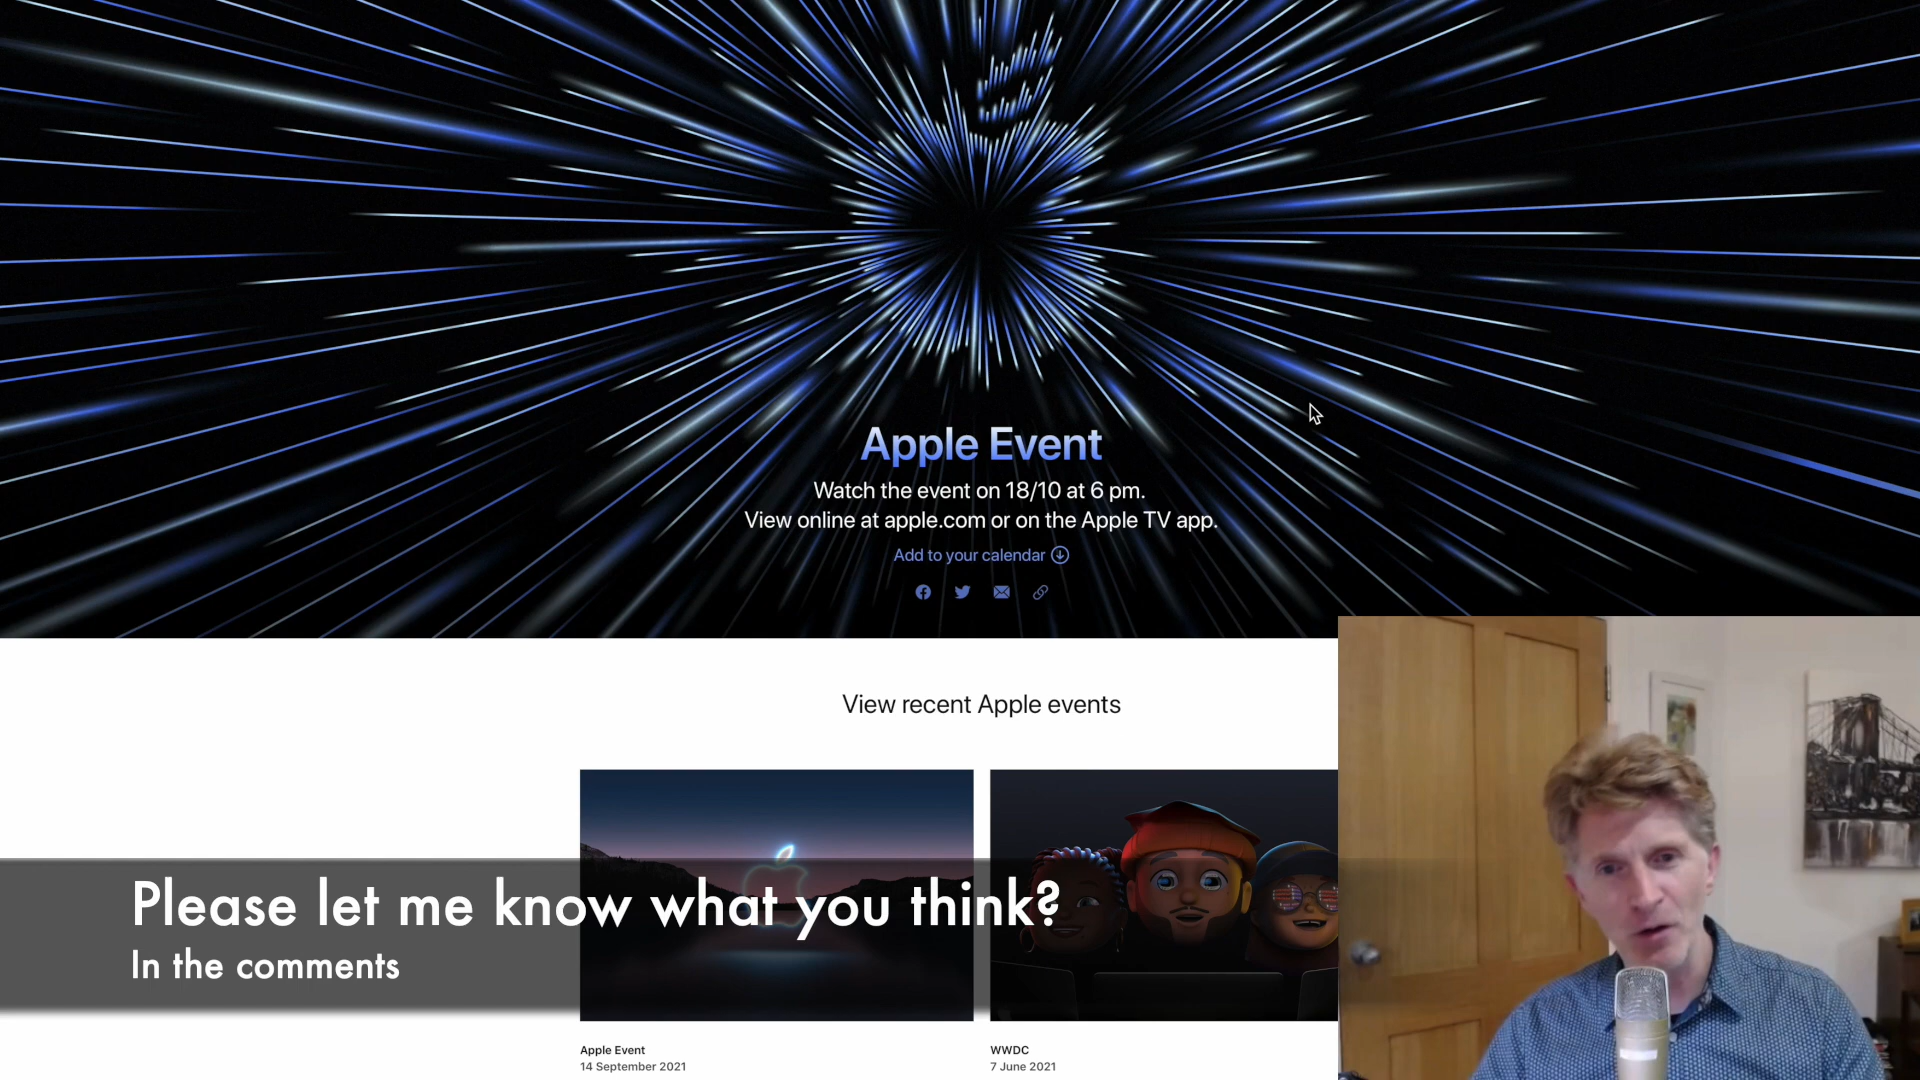 Apple Event
Watch the event on 18/10 at 6 pm.
View online at apple.com or on the Apple TV app.
Add to your calendar
View recent Apple events
Please let me know what you think?
In the comments
Apple Event
14 September 2021
WWDC
7 June 2021